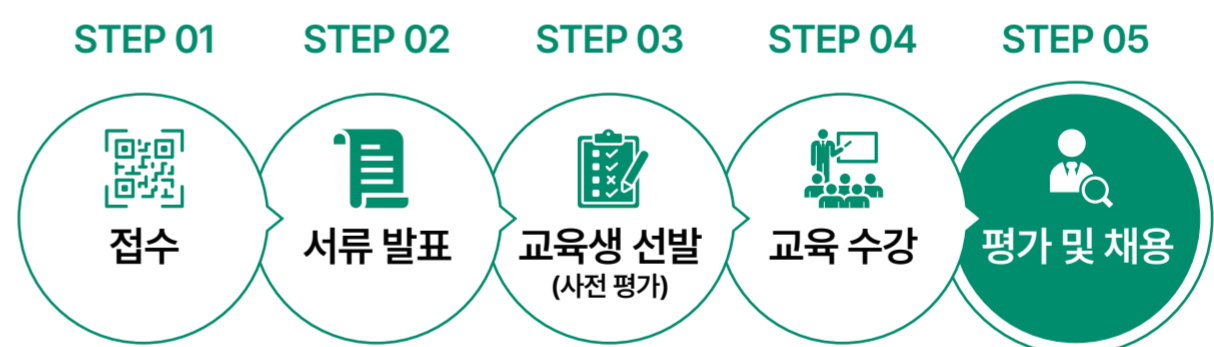 STEP 01
STEP 02
STEP 03
STEP 04
STEP 05
접수
서류 발표
교육생 선발
(사전 평가)
교육 수강
평가 및 채용